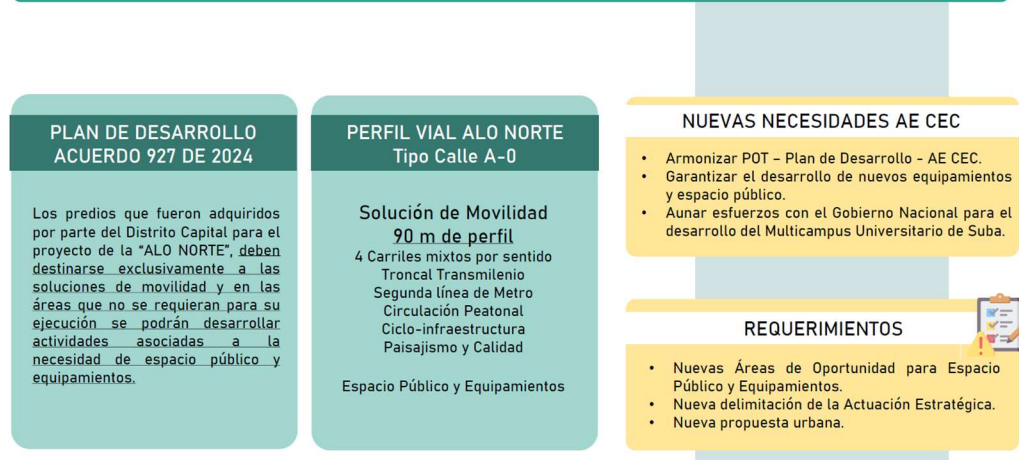 PLAN DE DESARROLLO
ACUERDO 927 DE 2024
Los predios que fueron adquiridos
por parte del Distrito Capital para el
proyecto de la “ALO NORTE”, deben
destinarse exclusivamente a las
soluciones de movilidad y en las
áreas que no se requieran para su
ejecución se podrán desarrollar
actividades asociadas a la
necesidad de espacio público y
equipamientos.
PERFIL VIAL ALO NORTE
Tipo Calle A-0
Solución de Movilidad
90 m de perfil
4 Carriles mixtos por sentido
Troncal Transmilenio
Segunda línea de Metro
Circulación Peatonal
Ciclo-infraestructura
Paisajismo y Calidad
Espacio Público y Equipamientos
NUEVAS NECESIDADES AE CEC
• Armonizar POT – Plan de Desarrollo - AE CEC.
• Garantizar el desarrollo de nuevos equipamientos
y espacio público.
• Aunar esfuerzos con el Gobierno Nacional para el
desarrollo del Multicampus Universitario de Suba.
REQUERIMIENTOS
• Nuevas Áreas de Oportunidad para Espacio
Público y Equipamientos.
• Nueva delimitación de la Actuación Estratégica.
• Nueva propuesta urbana.